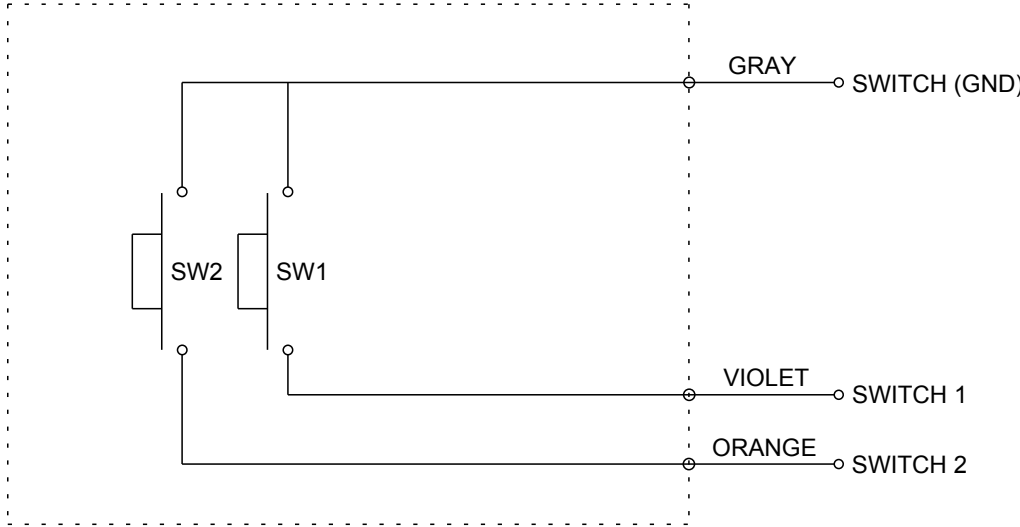 GRAY
SWITCH (GND)
SW2
SW1
VIOLET
SWITCH 1
ORANGE
SWITCH 2